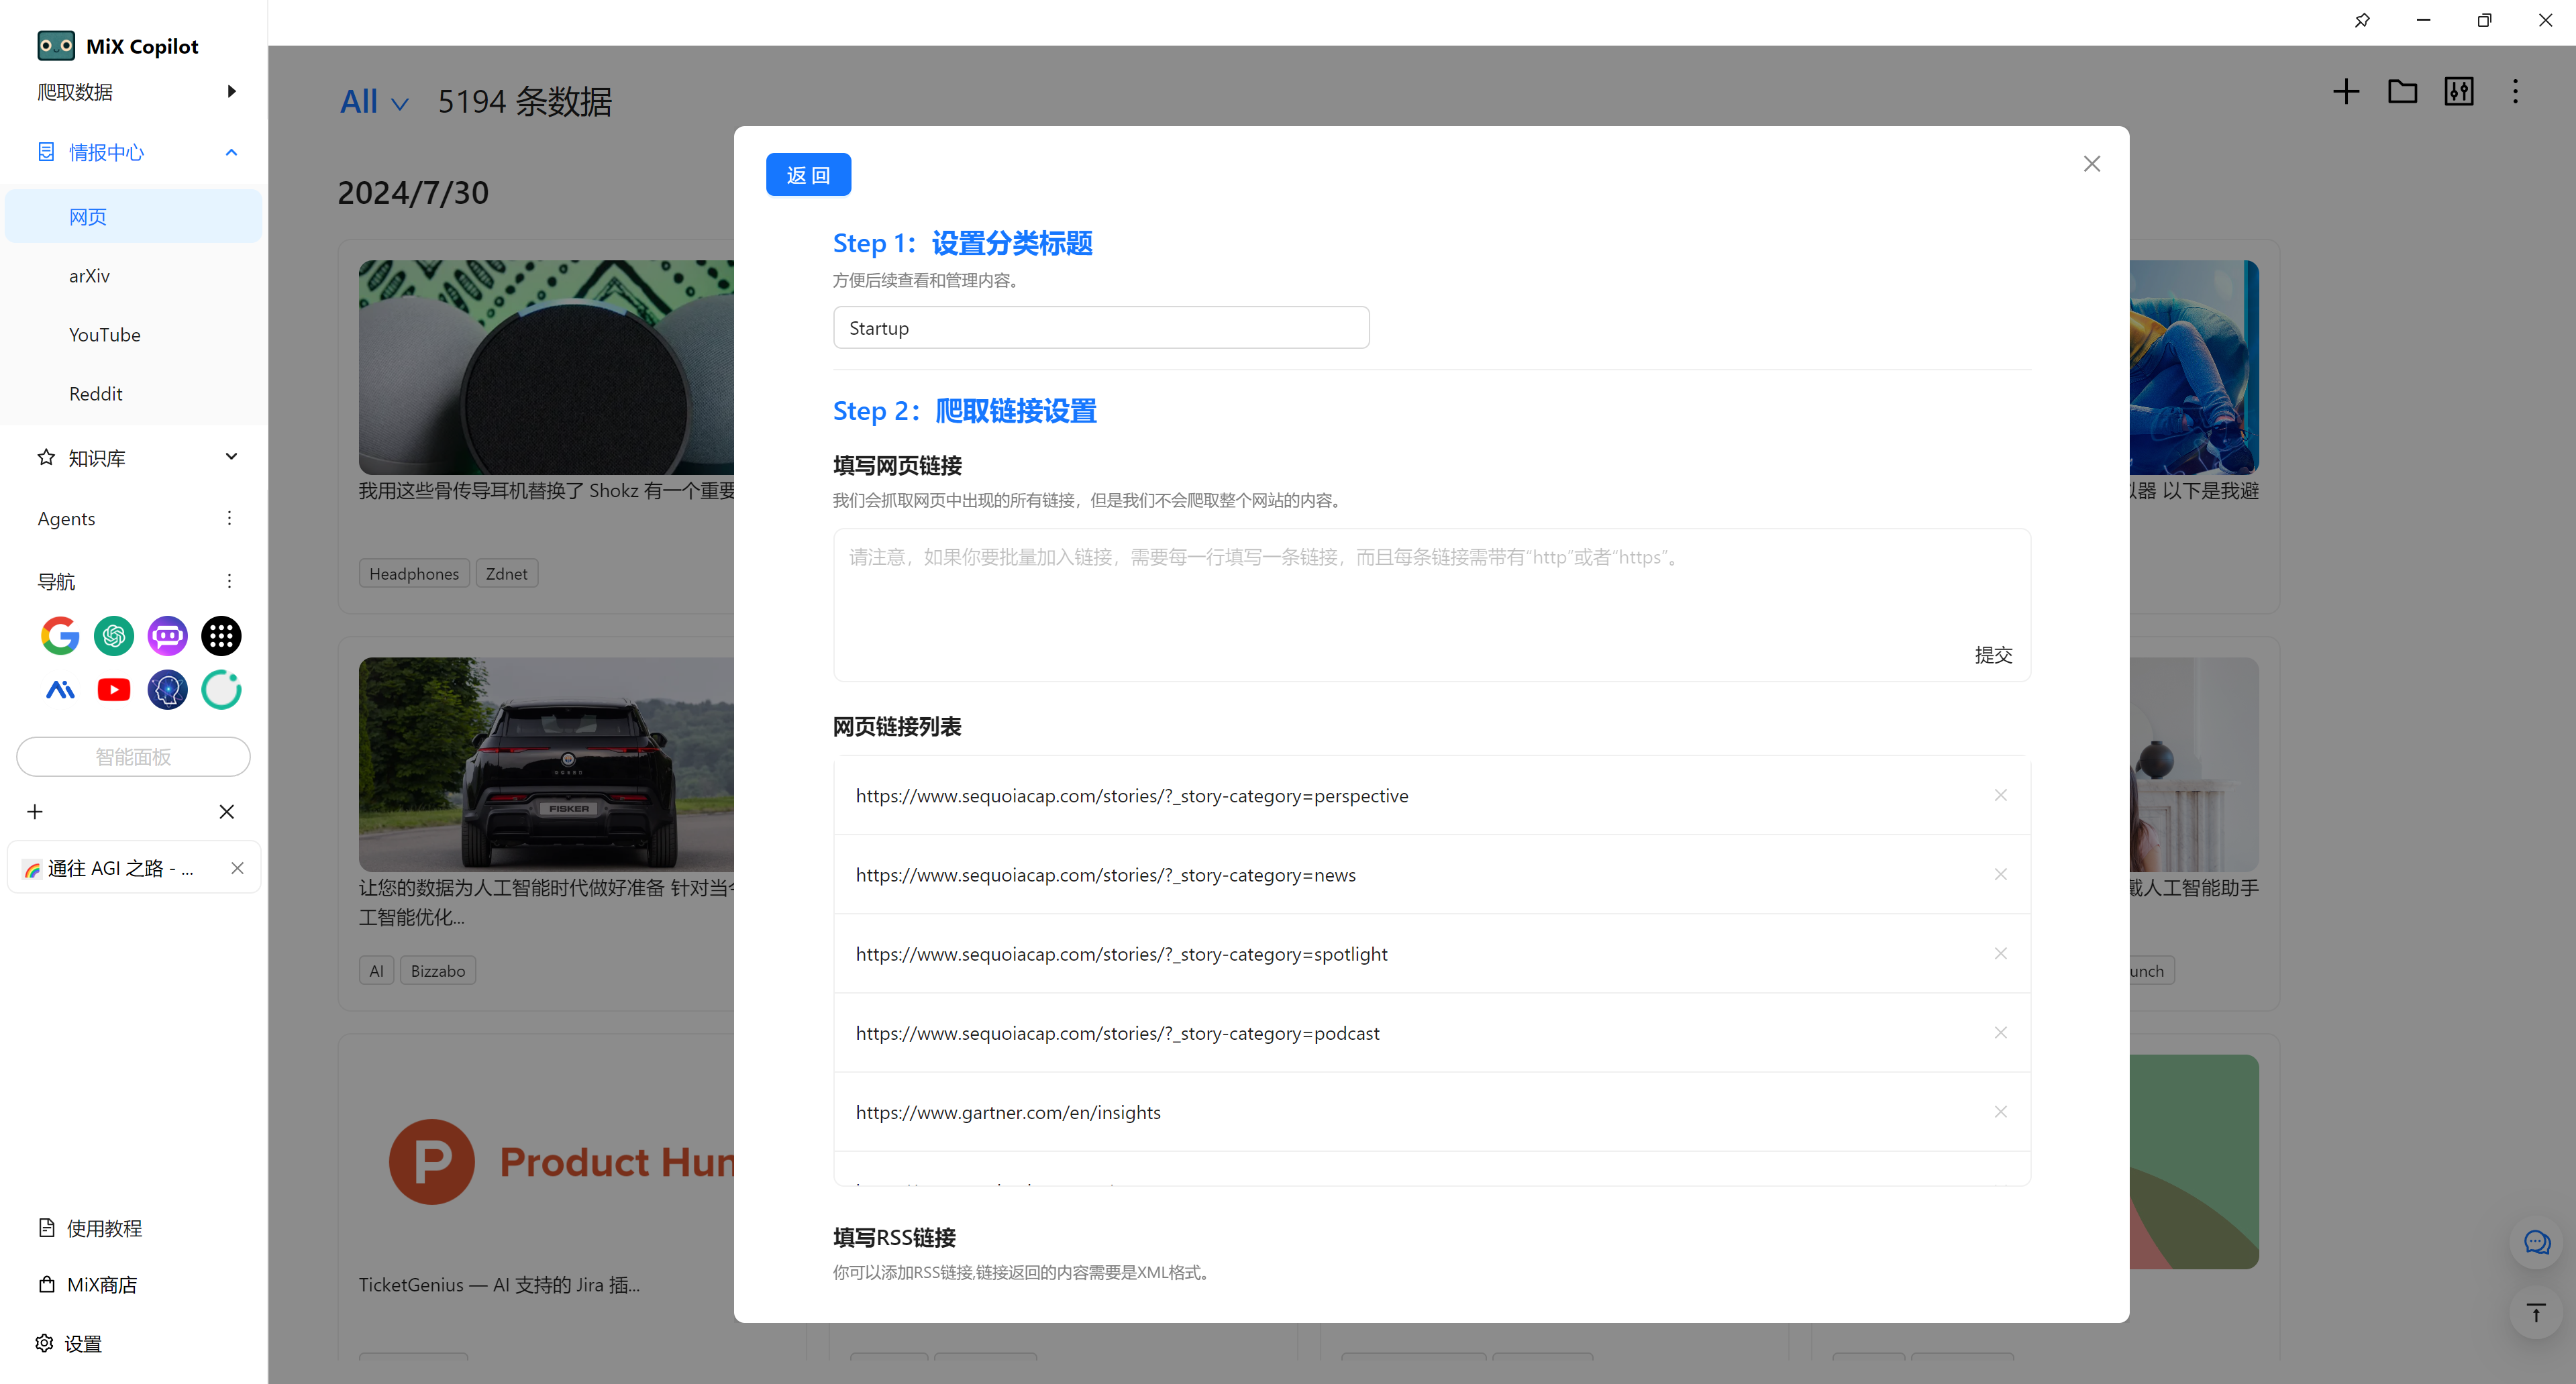 MiX Copilot
爬取数据
情报中心
网页
arXiv
YouTube
Reddit
知识库
Agents
导航
智能面板
通往 AGI 之路 - ...
使用教程
MiX商店
设置
All
5194 条数据
2024/7/30
我用这些骨传导耳机替换了 Shokz 有一个重要
Headphones
Zdnet
FISKER
让您的数据为人工智能时代做好准备 针对当
工智能优化...
AI
Bizzabo
P
Product Hun
TicketGenius — AI 支持的 Jira 插...
返 回
Step 1：设置分类标题
方便后续查看和管理内容。
Startup
Step 2：爬取链接设置
填写网页链接
我们会抓取网页中出现的所有链接，但是我们不会爬取整个网站的内容。
请注意，如果你要批量加入链接，需要每一行填写一条链接，而且每条链接需带有“http”或者“https”。
提交
网页链接列表
https://www.sequoiacap.com/stories/?_story-category=perspective
https://www.sequoiacap.com/stories/?_story-category=news
https://www.sequoiacap.com/stories/?_story-category=spotlight
https://www.sequoiacap.com/stories/?_story-category=podcast
https://www.gartner.com/en/insights
填写RSS链接
你可以添加RSS链接,链接返回的内容需要是XML格式。
器 以下是我避
戴人工智能助手
unch